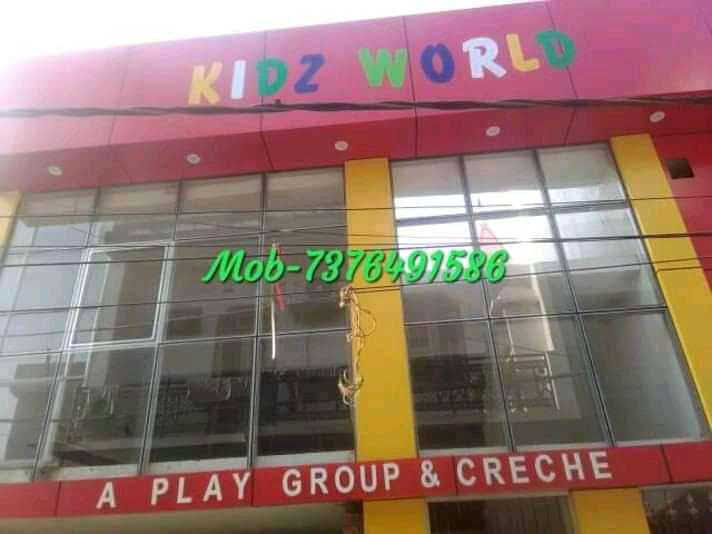 KIDZ WORLD
Mob-7376491586
A PLAY GROUP & CRECHE